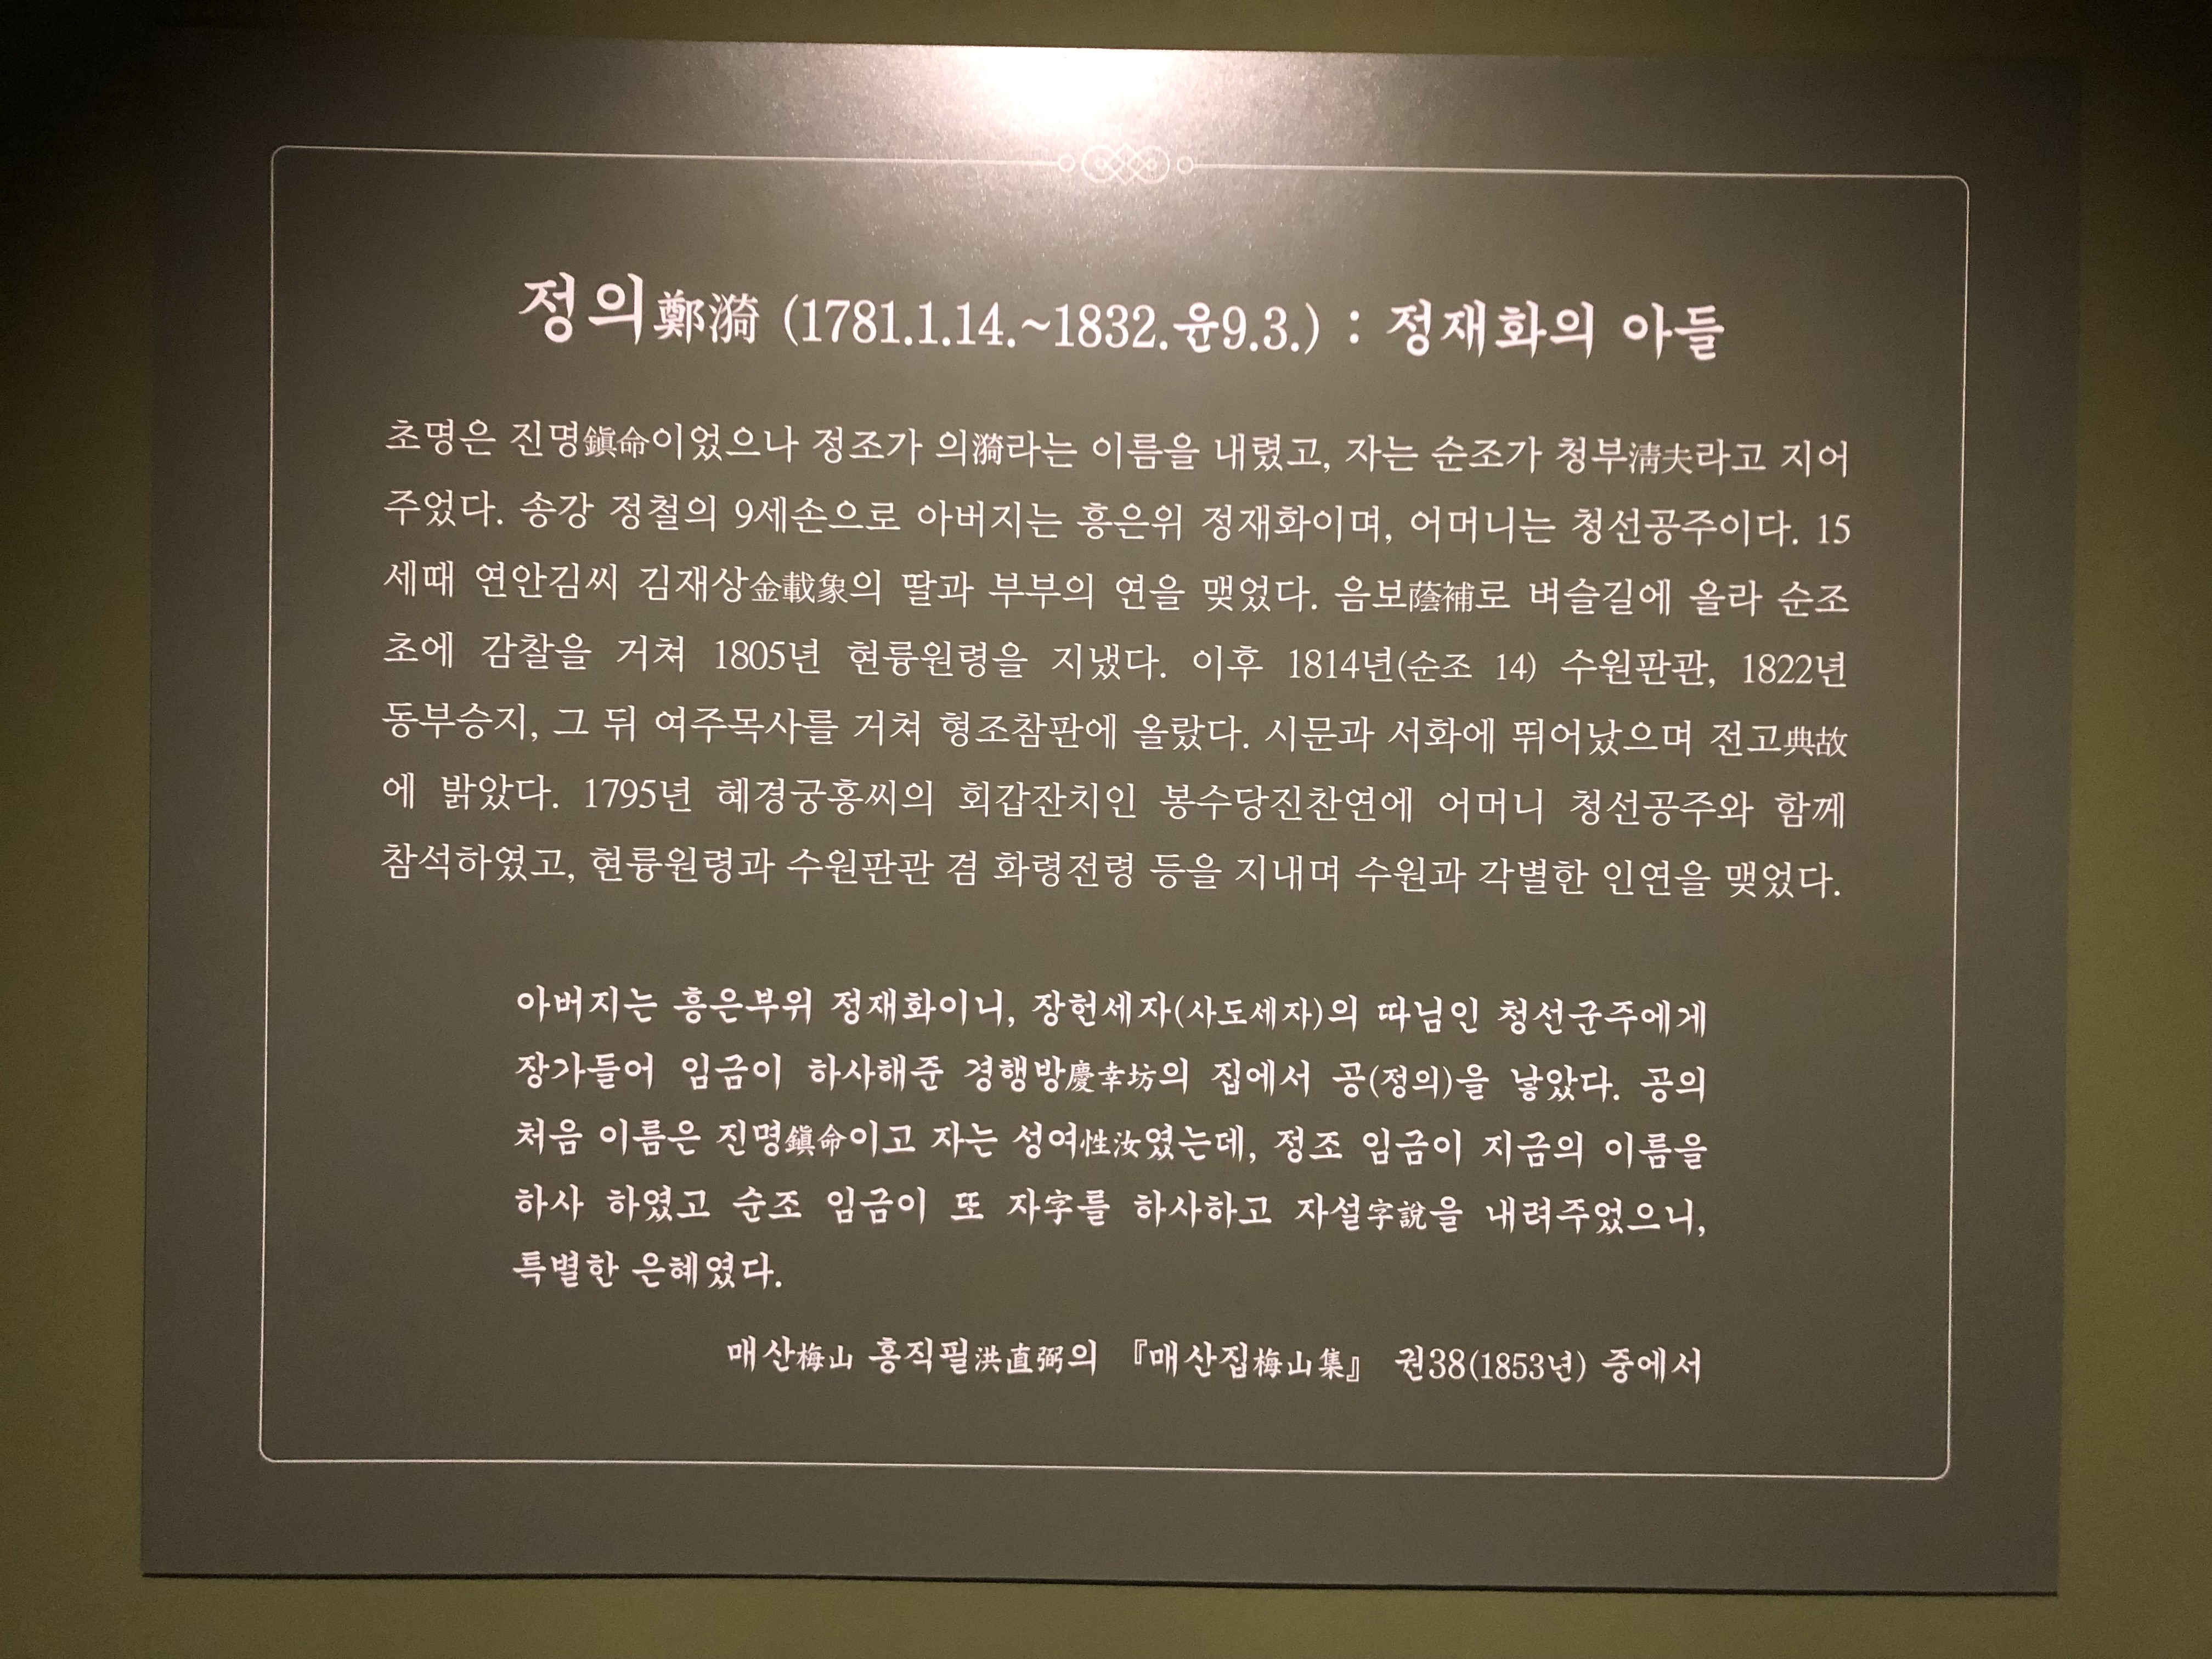 정의鄭漪 (1781.1.14.~1832.윤9.3.) : 정재화의 아들
초명은 진명鎭命이었으나 정조가 의漪라는 이름을 내렸고, 자는 순조가 청부淸夫라고 지어
주었다. 송강 정철의 9세손으로 아버지는 흥은위 정재화이며, 어머니는 청선공주이다. 15
세때 연안김씨 김재상金載象의 딸과 부부의 연을 맺었다. 음보蔭補로 벼슬길에 올라 순조
초에 감찰을 거쳐 1805년 현륭원령을 지냈다. 이후 1814년(순조 14) 수원판관, 1822년
동부승지, 그 뒤 여주목사를 거쳐 형조참판에 올랐다. 시문과 서화에 뛰어났으며 전고典故
에 밝았다. 1795년 혜경궁홍씨의 회갑잔치인 봉수당진찬연에 어머니 청선공주와 함께
참석하였고, 현륭원령과 수원판관 겸 화령전령 등을 지내며 수원과 각별한 인연을 맺었다.
아버지는 흥은부위 정재화이니, 장헌세자(사도세자)의 따님인 청선군주에게
장가들어 임금이 하사해준 경행방慶幸坊의 집에서 공(정의)을 낳았다. 공의
처음 이름은 진명鎭命이고 자는 성여性汝였는데, 정조 임금이 지금의 이름을
하사 하였고 순조 임금이 또 자字를 하사하고 자설字說을 내려주었으니,
특별한 은혜였다.
매산梅山 홍직필洪直弼의 『매산집梅山集』 권38(1853년) 중에서